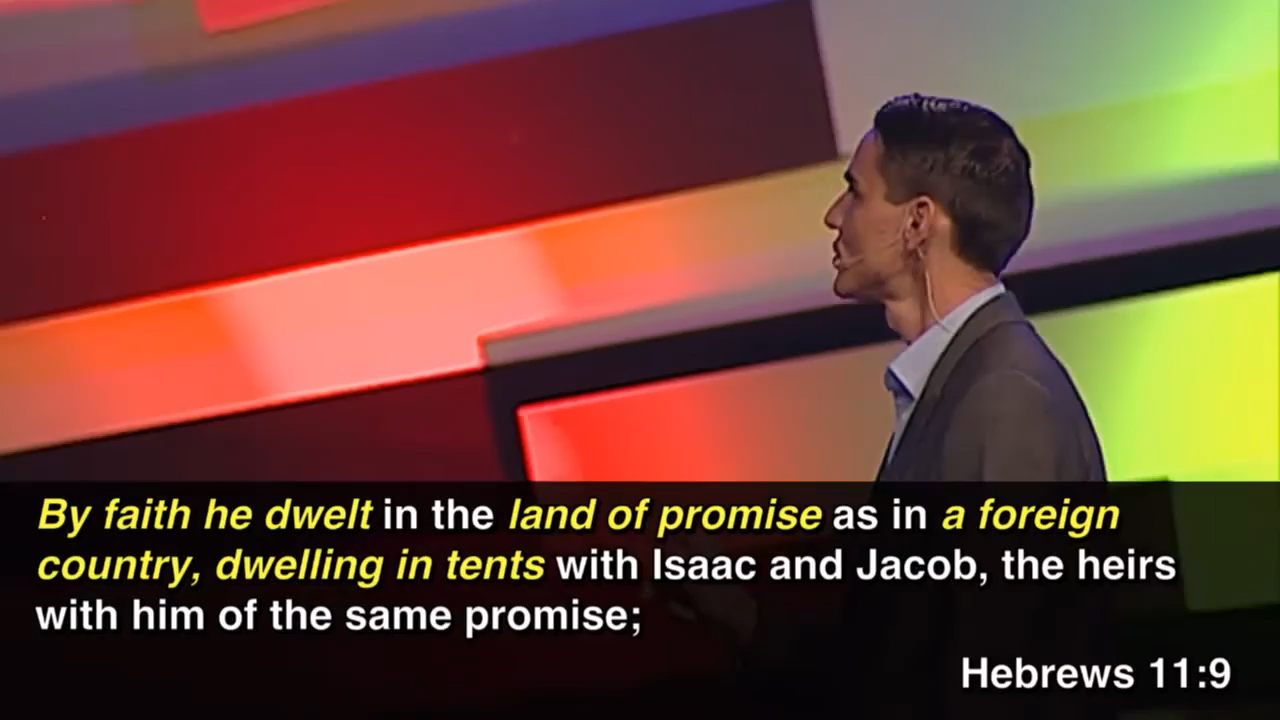 By faith he dwelt in the land of promise as in a foreign
country, dwelling in tents with Isaac and Jacob, the heirs
with him of the same promise;
Hebrews 11:9